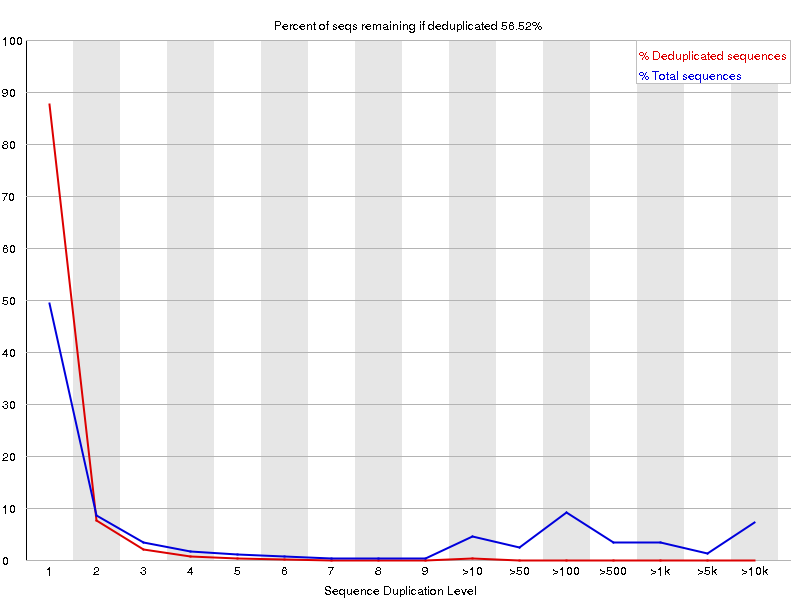 Percent of seqs remaining if deduplicated 56.52%
% Deduplicated sequences
% Total sequences
100
90
80
70
60
50
40
30
20
10
0
1 2 3 4 5 6 7 8 9 >10 >50 >100 >500 >1k >5k >10k
Sequence Duplication Level